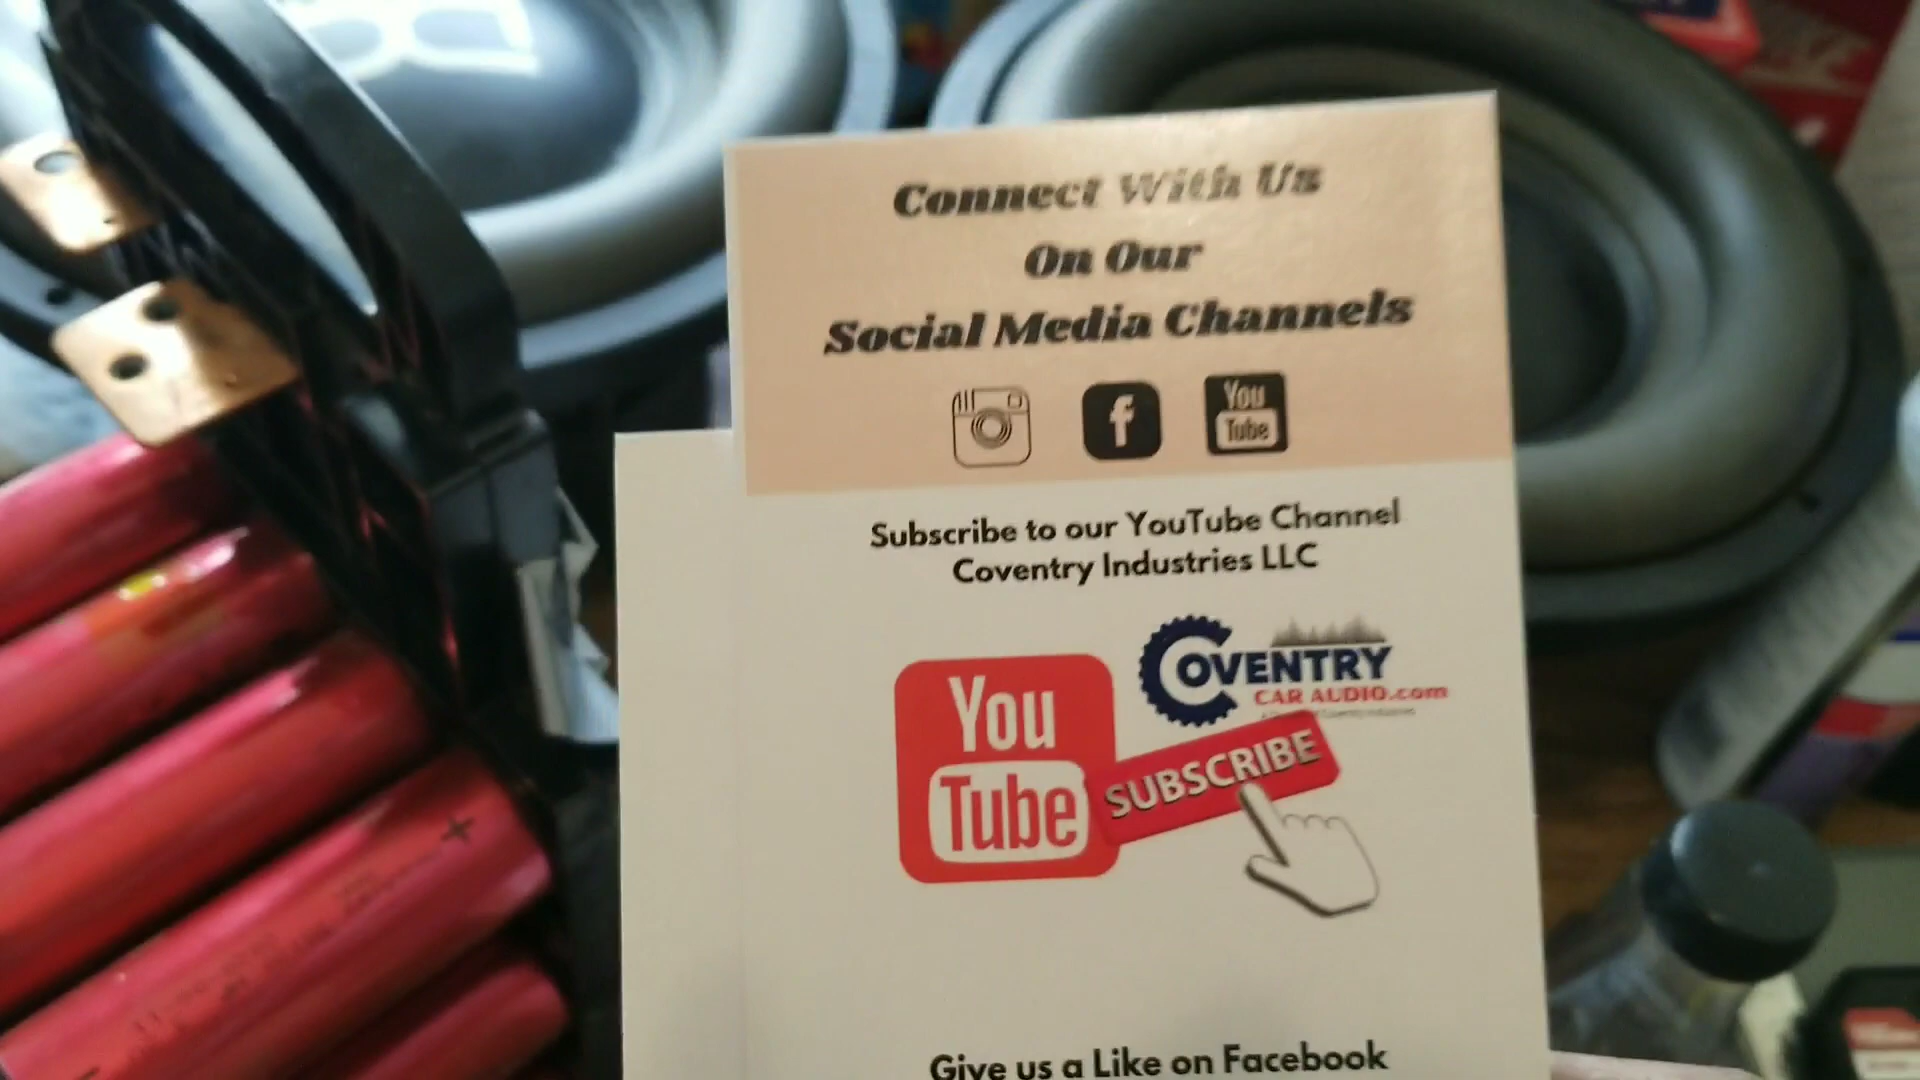 Connect With Us
On Our
Social Media Channels
f
You
Tube
Subscribe to our YouTube Channel
Coventry Industries LLC
COVENTRY
CAR AUDIO.com
You
Tube
SUBSCRIBE
Give us a Like on Facebook